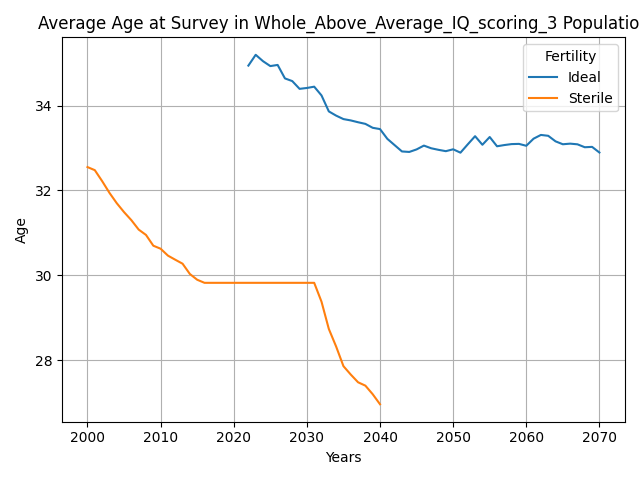 Average Age at Survey in Whole_Above_Average_IQ_scoring_3 Populatio
Fertility
Ideal
Sterile
Age
34
32
30
28
2000 2010 2020 2030 2040 2050 2060 2070
Years